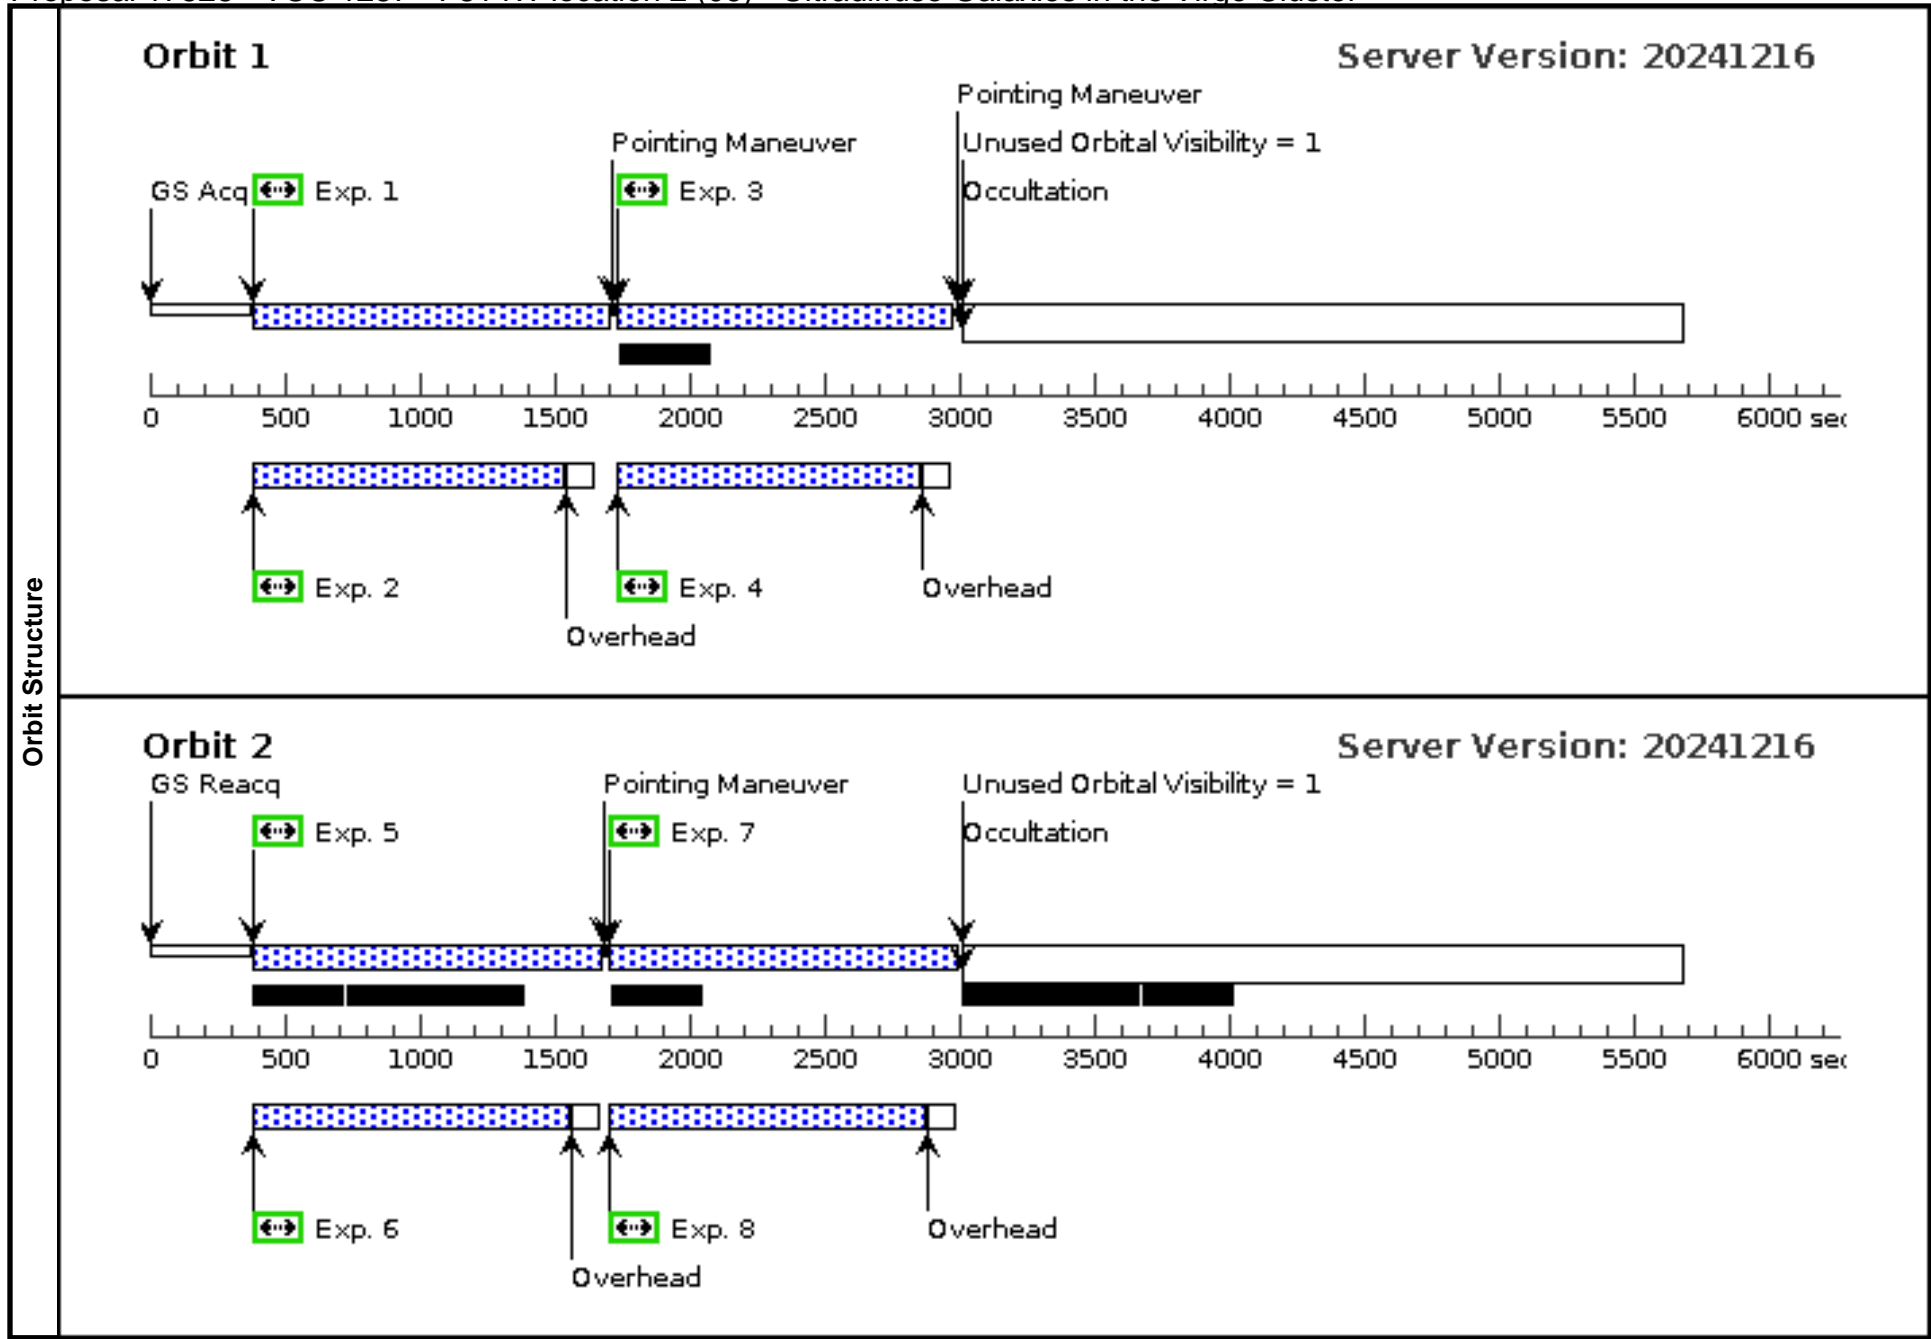 Orbit Structure
Orbit 1
Server Version: 20241216
Pointing Maneuver
Pointing Maneuver
Unused Orbital Visibility = 1
GS Acq
Exp. 1
Exp. 3
Occultation
0 500 1000 1500 2000 2500 3000 3500 4000 4500 5000 5500 6000 sec
Exp. 2
Exp. 4
Overhead
Overhead
Orbit 2
Server Version: 20241216
GS Reacq
Pointing Maneuver
Unused Orbital Visibility = 1
Exp. 5
Exp. 7
Occultation
0 500 1000 1500 2000 2500 3000 3500 4000 4500 5000 5500 6000 sec
Exp. 6
Exp. 8
Overhead
Overhead